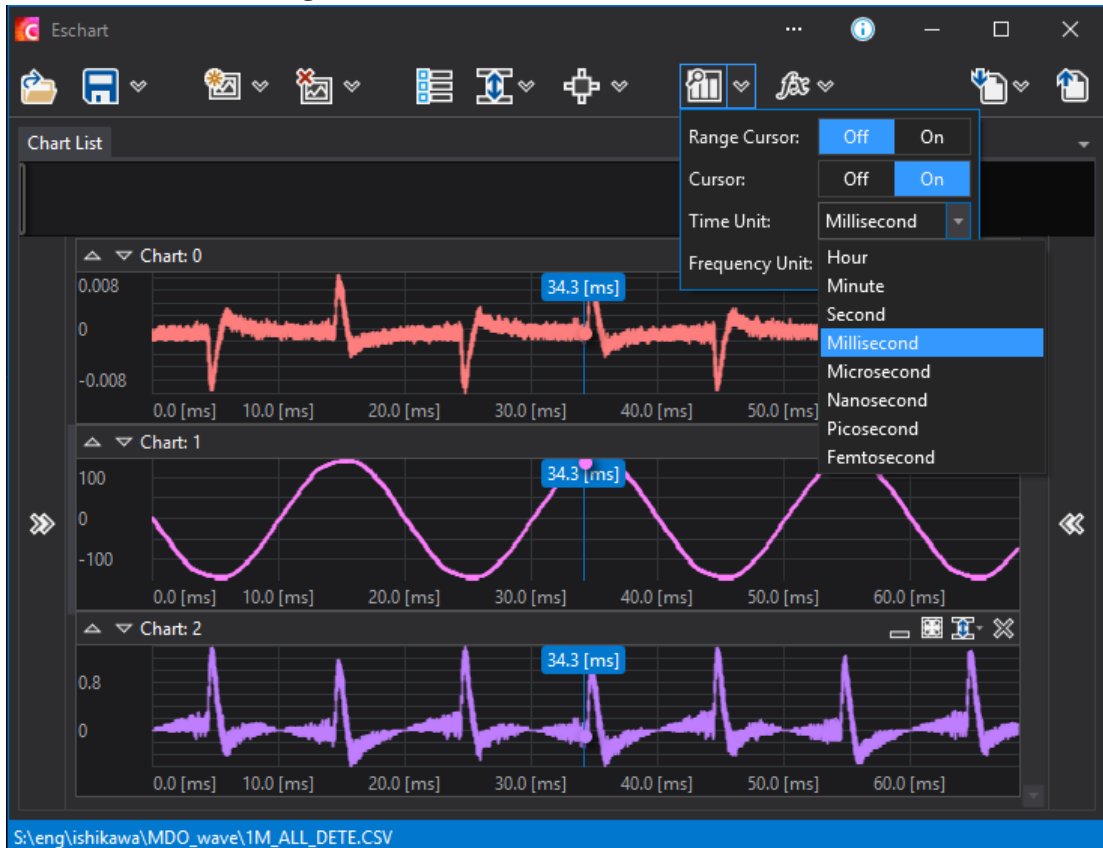 Eschart
Chart List
Range Cursor: Off On
Cursor: Off On
Time Unit: Millisecond
Frequency Unit:
Hour
Minute
Second
Millisecond
Microsecond
Nanosecond
Picosecond
Femtosecond
Chart: 0
0.008
34.3 [ms]
0
-0.008
0.0 [ms] 10.0 [ms] 20.0 [ms] 30.0 [ms] 40.0 [ms] 50.0 [ms]
Chart: 1
100
34.3 [ms]
0
-100
0.0 [ms] 10.0 [ms] 20.0 [ms] 30.0 [ms] 40.0 [ms] 50.0 [ms] 60.0 [ms]
Chart: 2
34.3 [ms]
0.8
0
0.0 [ms] 10.0 [ms] 20.0 [ms] 30.0 [ms] 40.0 [ms] 50.0 [ms] 60.0 [ms]
S:\eng\ishikawa\MDO_wave\1M_ALL_DETE.CSV